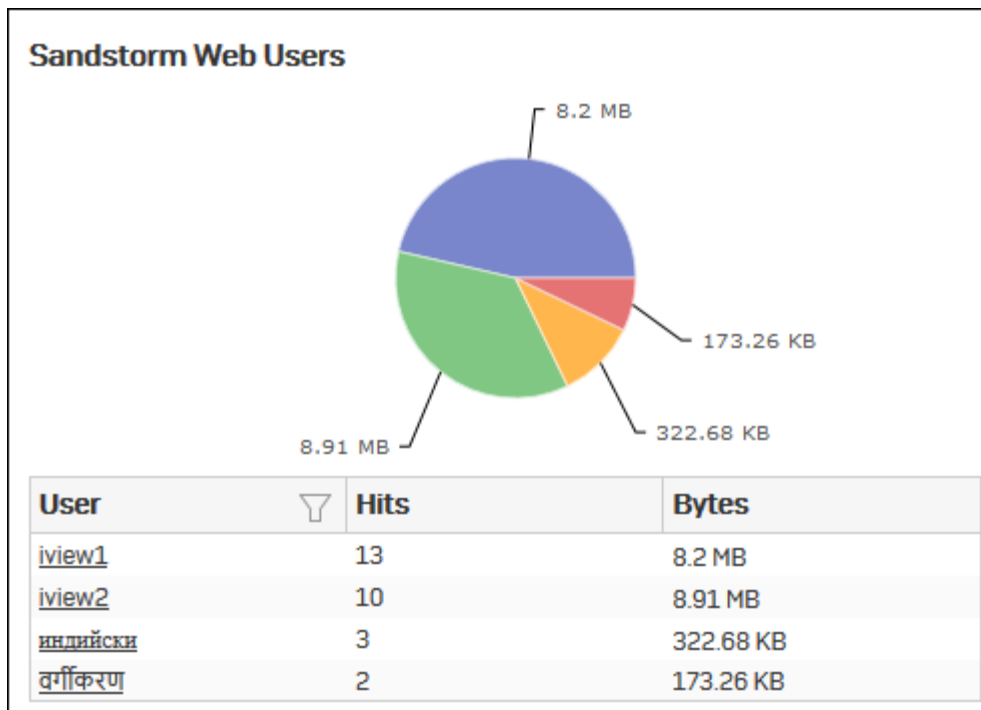 Sandstorm Web Users
8.2 MB
173.26 KB
322.68 KB
8.91 MB
User Hits Bytes
iview1 13 8.2 MB
iview2 10 8.91 MB
индийски 3 322.68 KB
वर्गीकरण 2 173.26 KB